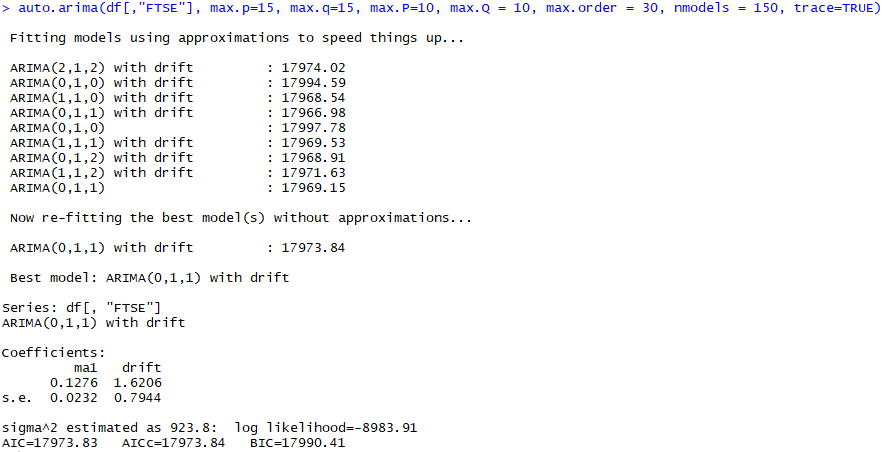 > auto.arima(df[,"FTSE"], max.p=15, max.q=15, max.P=10, max.Q = 10, max.order = 30, nmodels = 150, trace=TRUE)
Fitting models using approximations to speed things up...
ARIMA(2,1,2) with drift : 17974.02
ARIMA(0,1,0) with drift : 17994.59
ARIMA(1,1,0) with drift : 17968.54
ARIMA(0,1,1) with drift : 17966.98
ARIMA(0,1,0) : 17997.78
ARIMA(1,1,1) with drift : 17969.53
ARIMA(0,1,2) with drift : 17968.91
ARIMA(1,1,2) with drift : 17971.63
ARIMA(0,1,1) : 17969.15
Now re-fitting the best model(s) without approximations...
ARIMA(0,1,1) with drift : 17973.84
Best model: ARIMA(0,1,1) with drift
Series: df[, "FTSE"]
ARIMA(0,1,1) with drift
Coefficients:
ma1 drift
0.1276 1.6206
s.e. 0.0232 0.7944
sigma^2 estimated as 923.8: log likelihood=-8983.91
AIC=17973.83 AICc=17973.84 BIC=17990.41